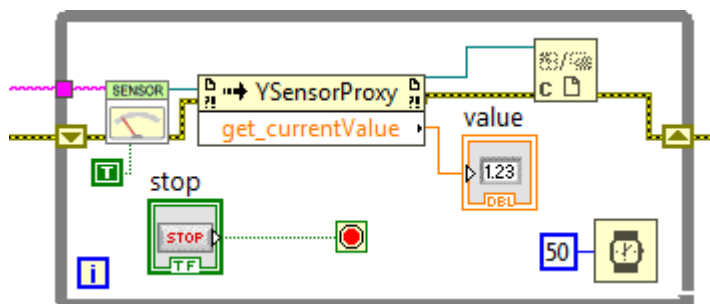 SENSOR
?!
YSensorProxy
?!
get_currentValue
C
value
1.23
DBL
T
stop
STOP
TF
i
50